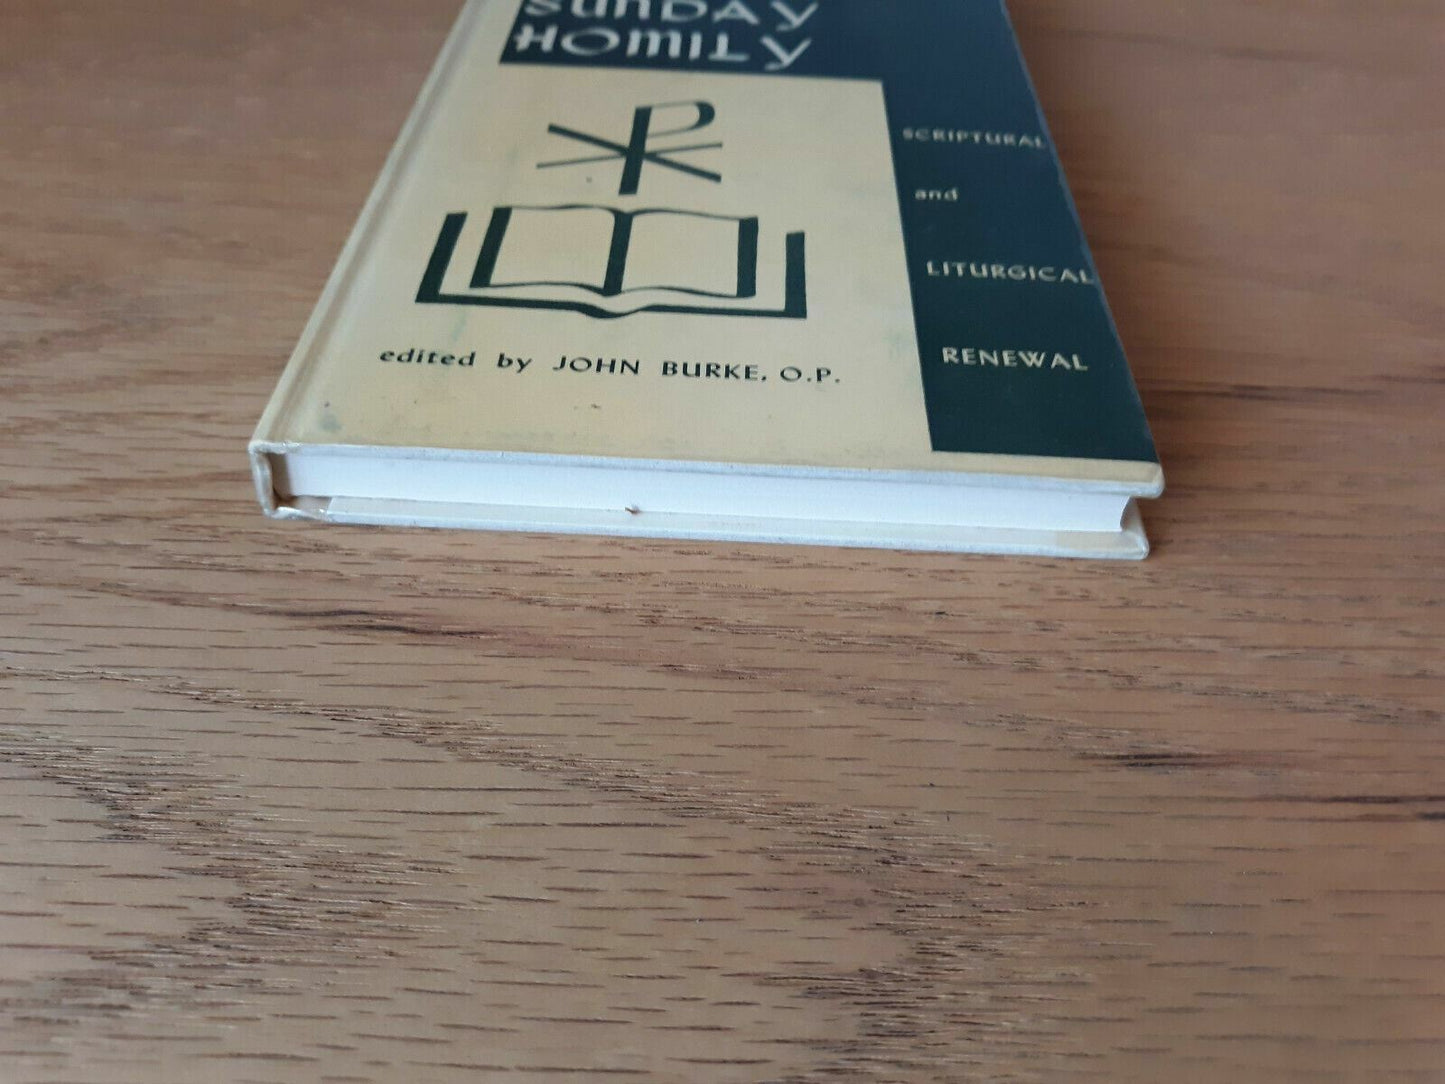 SUNDAY
HOMILY
SCRIPTURAL
and
LITURGICAL
RENEWAL
edited by JOHN BURKE, O.P.